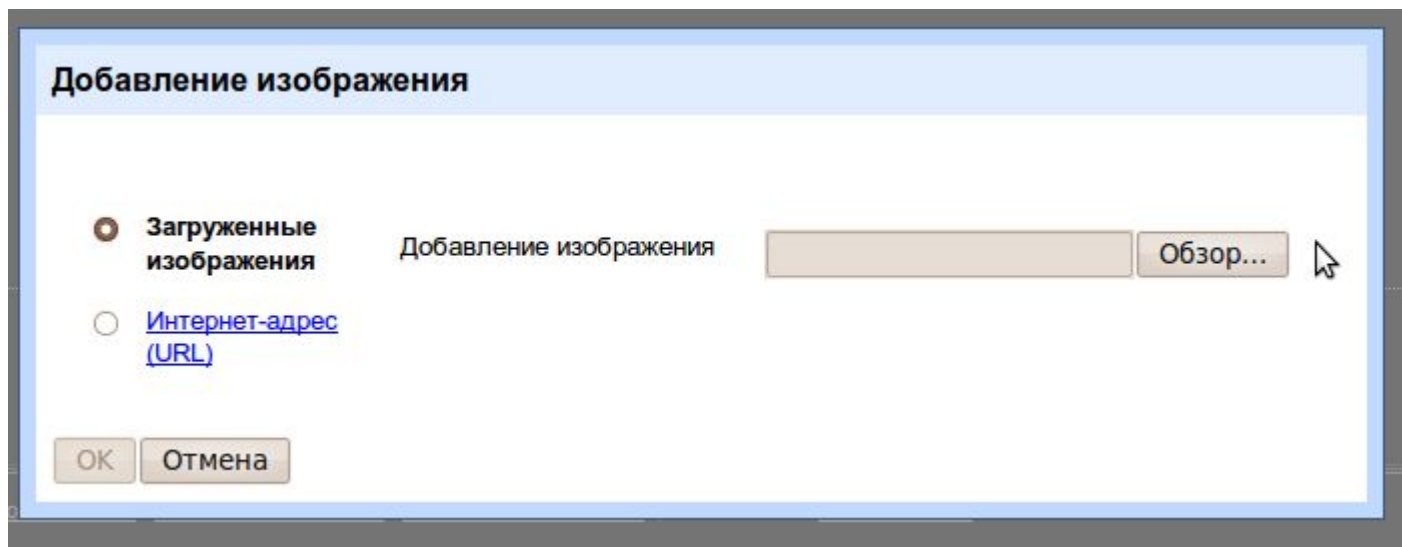 Добавление изображения
Загруженные
изображения
Добавление изображения
Обзор...
Интернет-адрес
(URL)
OK
Отмена